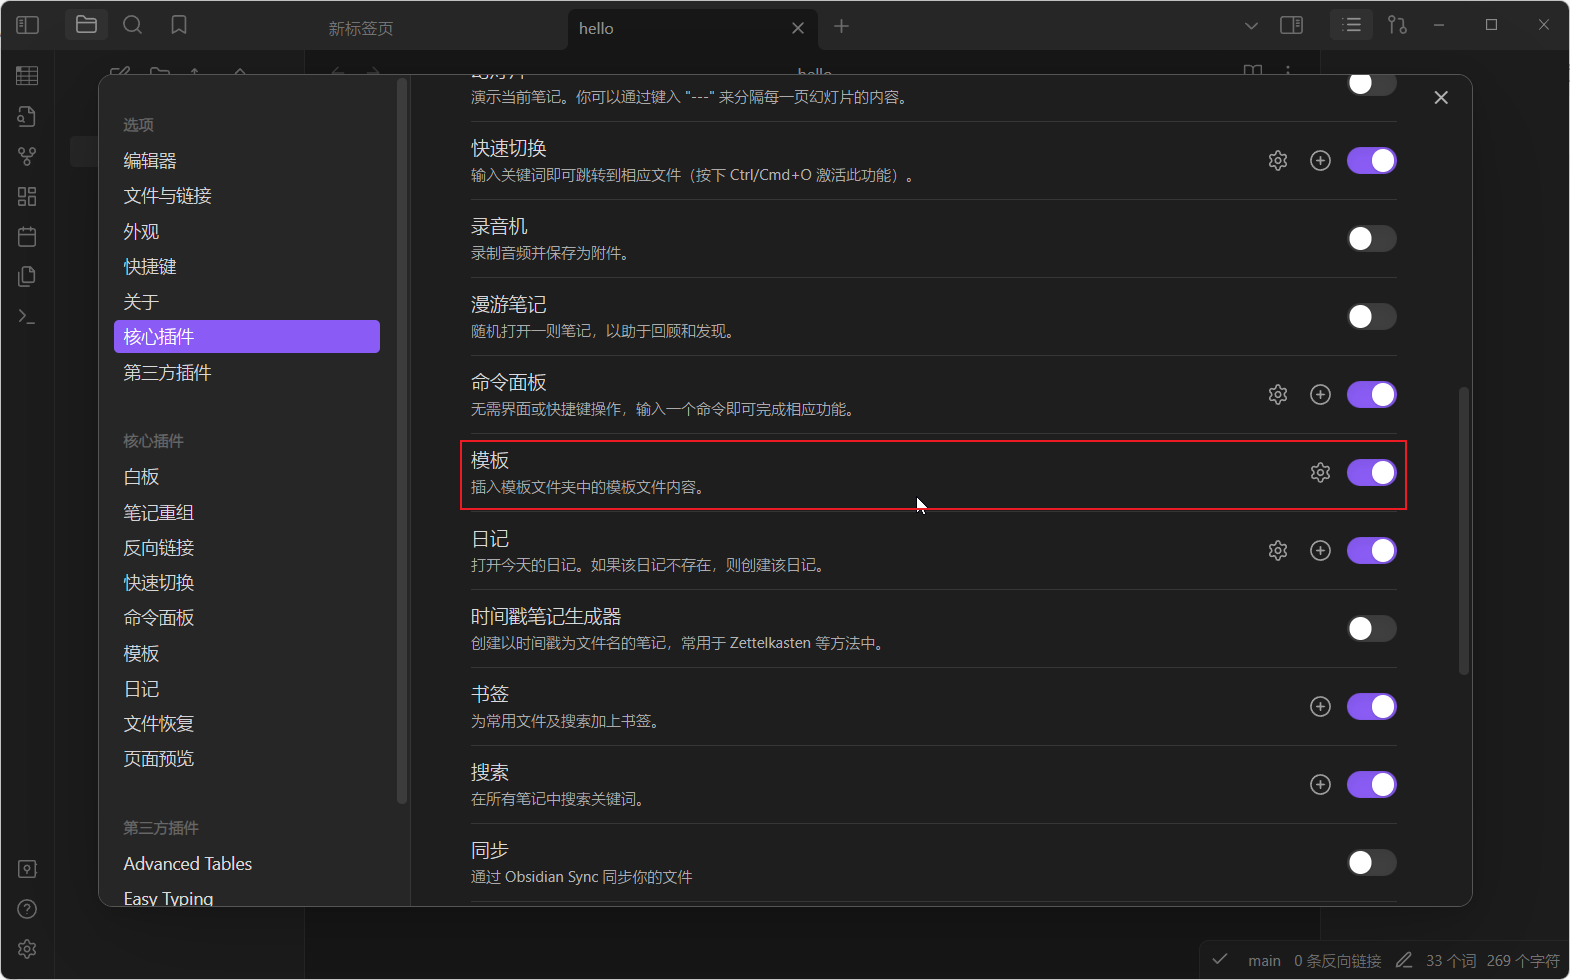 新标签页
hello
选项
编辑器
文件与链接
外观
快捷键
关于
核心插件
第三方插件
核心插件
白板
笔记重组
反向链接
快速切换
命令面板
模板
日记
文件恢复
页面预览
第三方插件
Advanced Tables
Easy Typing
hello
幻灯片
演示当前笔记。你可以通过键入 "---" 来分隔每一页幻灯片的内容。
快速切换
输入关键词即可跳转到相应文件（按下 Ctrl/Cmd+O 激活此功能）。
录音机
录制音频并保存为附件。
漫游笔记
随机打开一则笔记，以助于回顾和发现。
命令面板
无需界面或快捷键操作，输入一个命令即可完成相应功能。
模板
插入模板文件夹中的模板文件内容。
日记
打开今天的日记。如果该日记不存在，则创建该日记。
时间戳笔记生成器
创建以时间戳为文件名的笔记，常用于 Zettelkasten 等方法中。
书签
为常用文件及搜索加上书签。
搜索
在所有笔记中搜索关键词。
同步
通过 Obsidian Sync 同步你的文件
main 0 条反向链接 33 个词 269 个字符